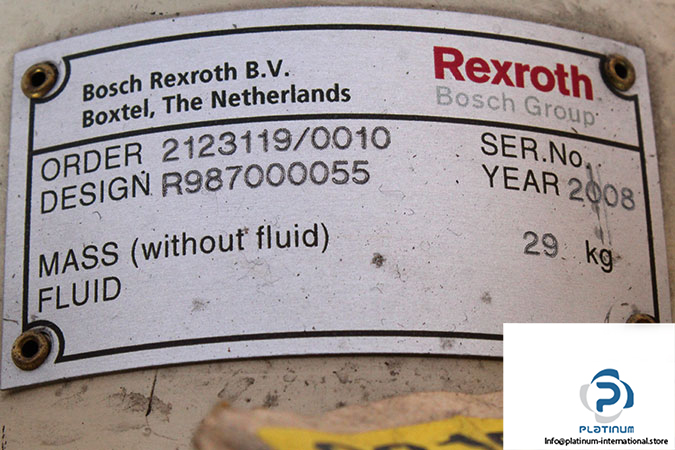 Bosch Rexroth B.V.
Boxtel, The Netherlands
Rexroth
Bosch Group
ORDER 2123119/0010
SER.No.
DESIGN R987000055
YEAR 2008
MASS (without fluid) 29 kg
FLUID
PLATINUM
Info@platinum-international.store